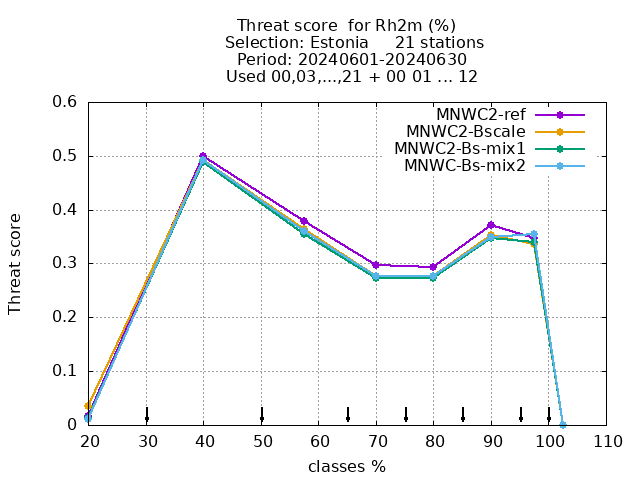 Threat score  for Rh2m (%)
Selection: Estonia     21 stations
Period: 20240601-20240630
Used 00,03,...,21 + 00 01 ... 12
MNWC2-ref
MNWC2-Bscale
MNWC2-Bs-mix1
MNWC-Bs-mix2
Threat score
0.6
0.5
0.4
0.3
0.2
0.1
0
20 30 40 50 60 70 80 90 100 110
classes %